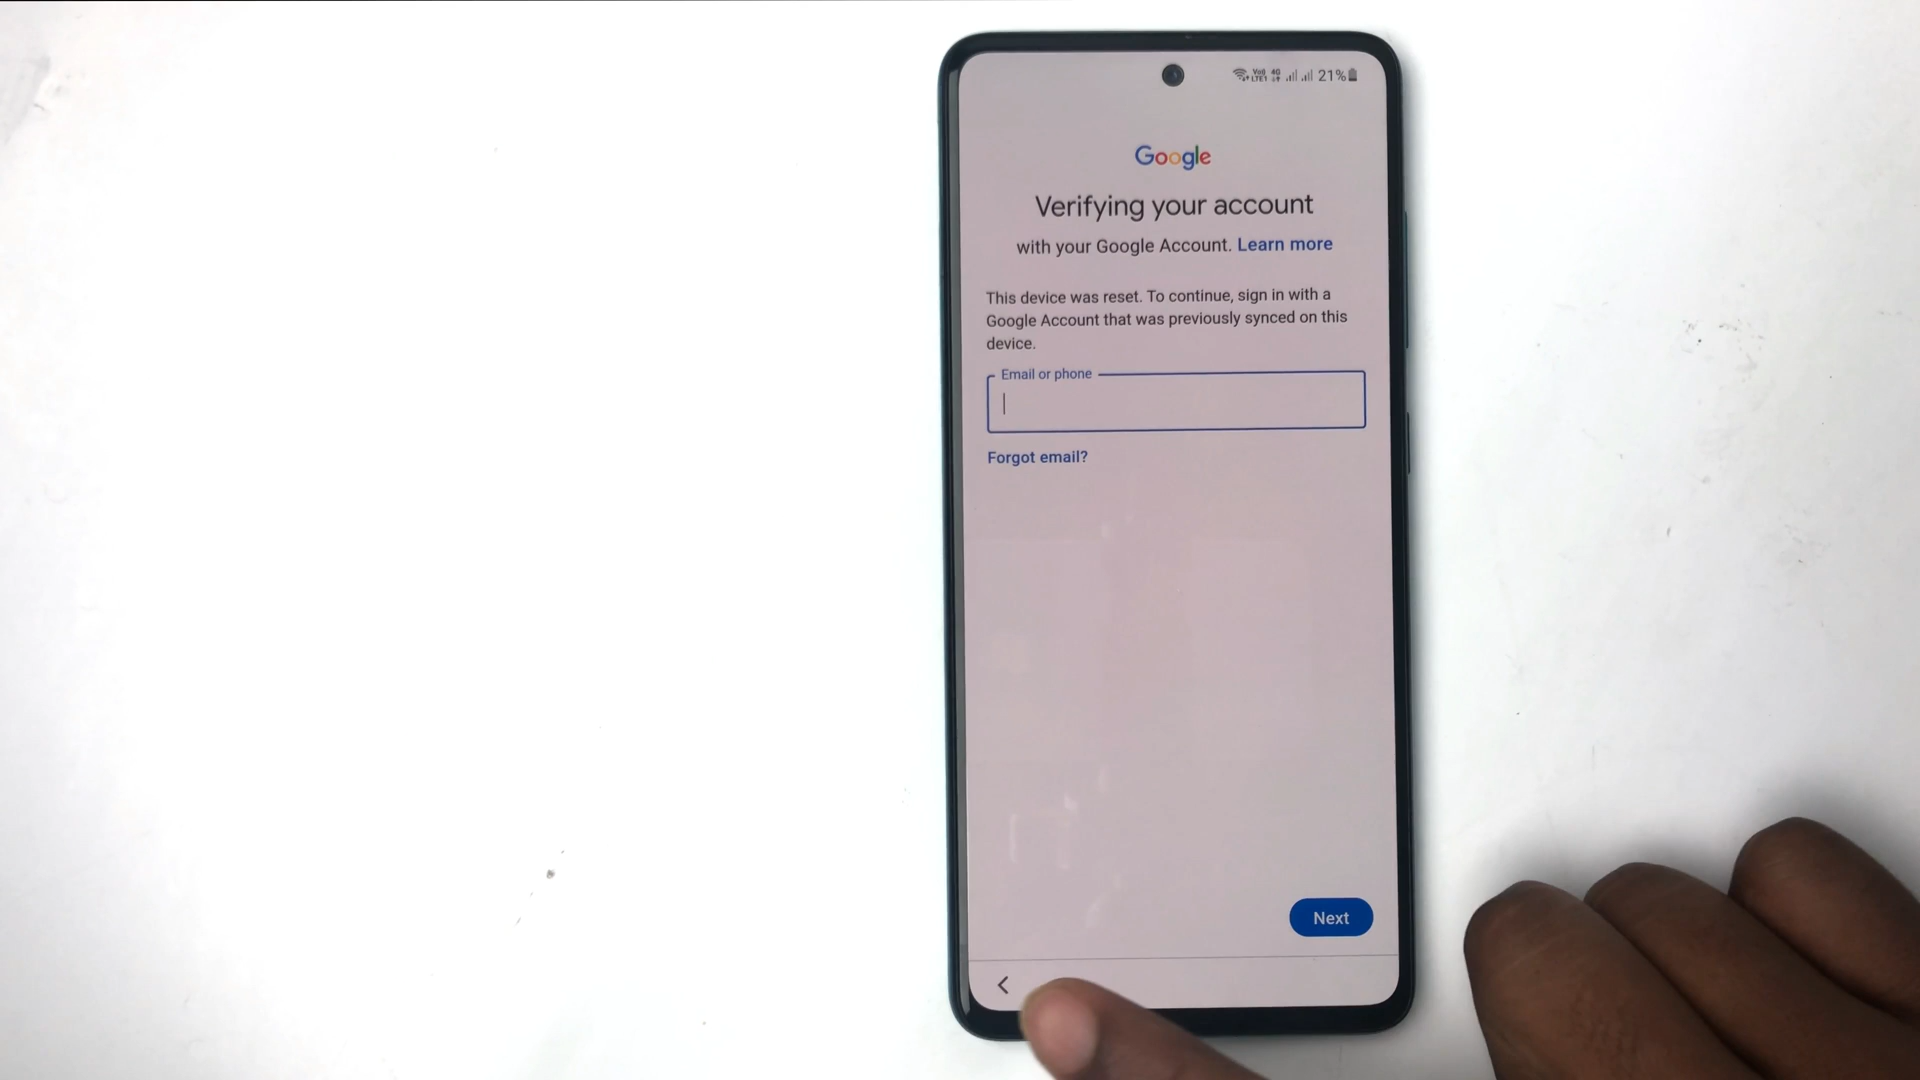 21%
Google
Verifying your account
with your Google Account. Learn more
This device was reset. To continue, sign in with a
Google Account that was previously synced on this
device.
Email or phone
Forgot email?
Next